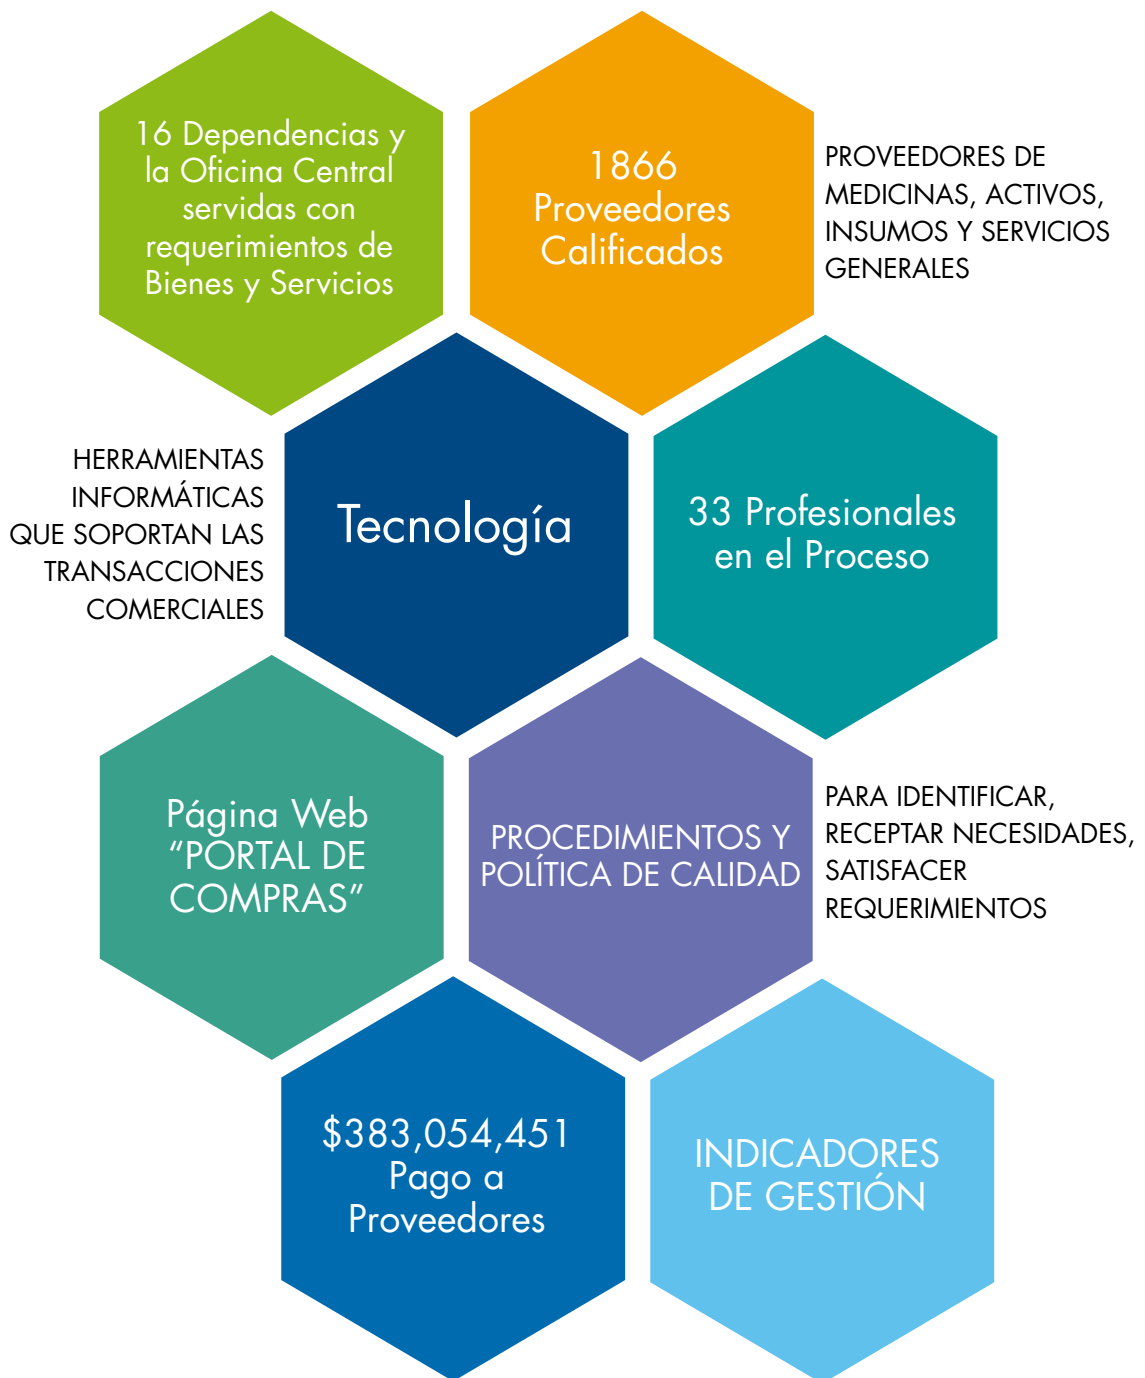 16 Dependencias y
la Oficina Central
servidas con
requerimientos de
Bienes y Servicios
1866
Proveedores
Calificados
PROVEEDORES DE
MEDICINAS, ACTIVOS,
INSUMOS Y SERVICIOS
GENERALES
HERRAMIENTAS
INFORMÁTICAS
QUE SOPORTAN LAS
TRANSACCIONES
COMERCIALES
Tecnología
33 Profesionales
en el Proceso
Página Web
“PORTAL DE
COMPRAS”
PROCEDIMIENTOS Y
POLÍTICA DE CALIDAD
PARA IDENTIFICAR,
RECEPTAR NECESIDADES,
SATISFACER
REQUERIMIENTOS
$383,054,451
Pago a
Proveedores
INDICADORES
DE GESTIÓN